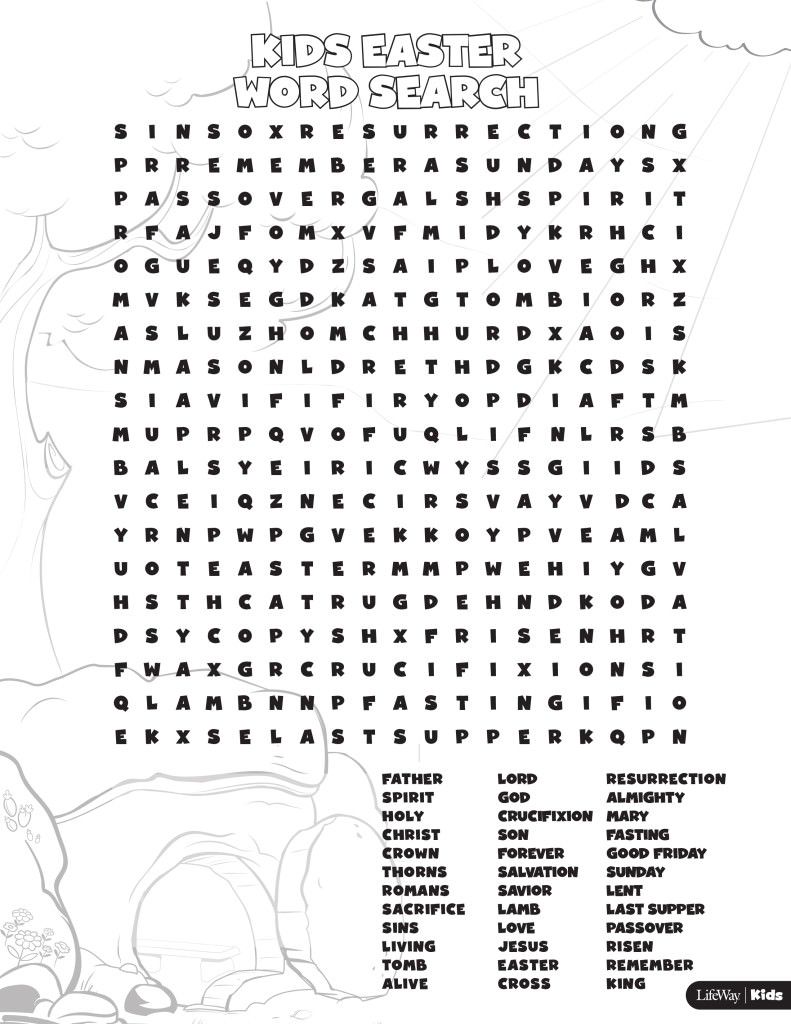 KIDS EASTER
WORD SEARCH
S I N S O X R E S U R R E C T I O N G
P R R E M E M B E R A S U N D A Y S X
P A S S O V E R G A L S H S P I R I T
R F A J F O M X V F M I D Y K R H C I
O G U E Q Y D Z S A I P L O V E G H X
M V K S E G D K A T G T O M B I O R Z
A S L U Z H O M C H H U R D X A O I S
N M A S O N L D R E T H D G K C D S K
S I A V I F I F I R Y O P D I A F T M
M U P R P Q V O F U Q L I F N L R S B
B A L S Y E I R I C W Y S S G I I D S
V C E I Q Z N E C I R S V A Y V D C A
Y R N P W P G V E K K O Y P V E A M L
U O T E A S T E R M M P W E H I Y G V
H S T H C A T R U G D E H N D K O D A
D S Y C O P Y S H X F R I S E N H R T
F W A X G R C R U C I F I X I O N S I
Q L A M B N N P F A S T I N G I F I O
E K X S E L A S T S U P P E R K Q P N
FATHER LORD RESURRECTION
SPIRIT GOD ALMIGHTY
HOLY CRUCIFIXION MARY
CHRIST SON FASTING
CROWN FOREVER GOOD FRIDAY
THORNS SALVATION SUNDAY
ROMANS SAVIOR LENT
SACRIFICE LAMB LAST SUPPER
SINS LOVE PASSOVER
LIVING JESUS RISEN
TOMB EASTER REMEMBER
ALIVE CROSS KING
LifeWay | Kids